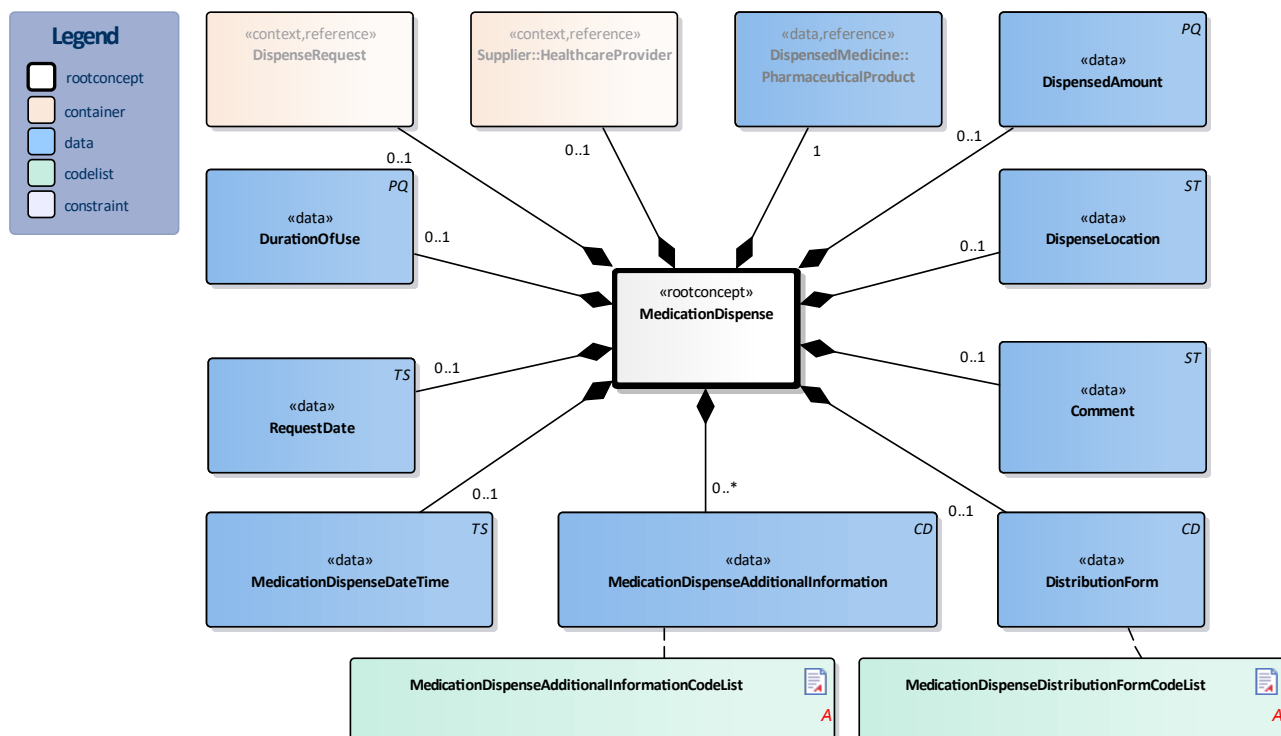 Legend
rootconcept
container
data
codelist
constraint
«context,reference»
DispenseRequest
0..1
«context,reference»
Supplier::HealthcareProvider
0..1
«data,reference»
DispensedMedicine::
PharmaceuticalProduct
1
PQ
«data»
DispensedAmount
0..1
PQ
«data»
DurationOfUse
0..1
ST
«data»
DispenseLocation
0..1
«rootconcept»
MedicationDispense
TS
«data»
RequestDate
0..1
ST
«data»
Comment
0..1
TS
«data»
MedicationDispenseDateTime
0..1
CD
«data»
MedicationDispenseAdditionalInformation
0..*
CD
«data»
DistributionForm
0..1
MedicationDispenseAdditionalInformationCodeList
A
MedicationDispenseDistributionFormCodeList
A